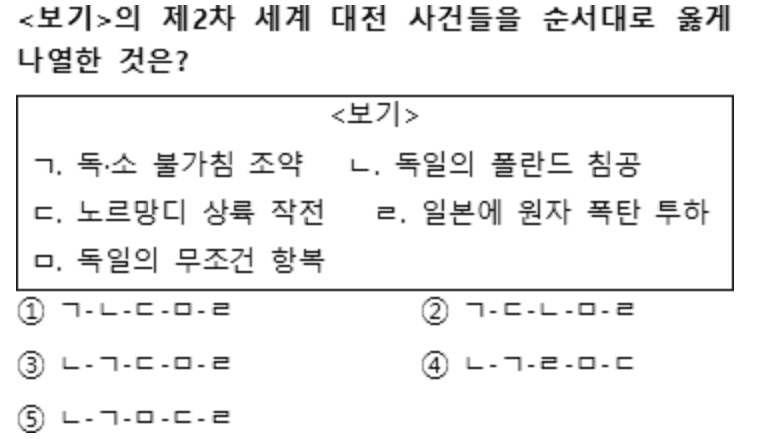 <보기>의 제2차 세계 대전 사건들을 순서대로 옳게
나열한 것은?
<보기>
ㄱ. 독·소 불가침 조약 ㄴ. 독일의 폴란드 침공
ㄷ. 노르망디 상륙 작전 ㄹ. 일본에 원자 폭탄 투하
ㅁ. 독일의 무조건 항복
① ㄱ-ㄴ-ㄷ-ㅁ-ㄹ ② ㄱ-ㄷ-ㄴ-ㅁ-ㄹ
③ ㄴ-ㄱ-ㄷ-ㅁ-ㄹ ④ ㄴ-ㄱ-ㄹ-ㅁ-ㄷ
⑤ ㄴ-ㄱ-ㅁ-ㄷ-ㄹ